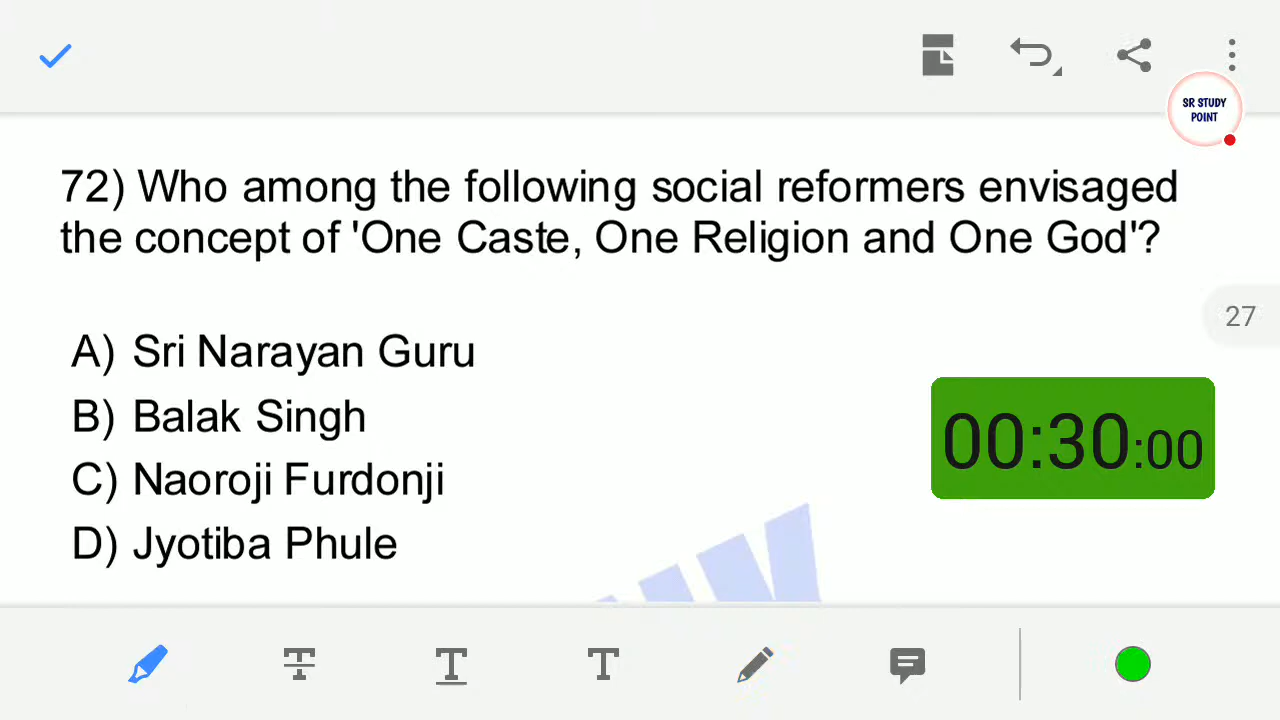 SR STUDY
POINT
72) Who among the following social reformers envisaged
the concept of 'One Caste, One Religion and One God'?
27
A) Sri Narayan Guru
B) Balak Singh
C) Naoroji Furdonji
D) Jyotiba Phule
00:30:00